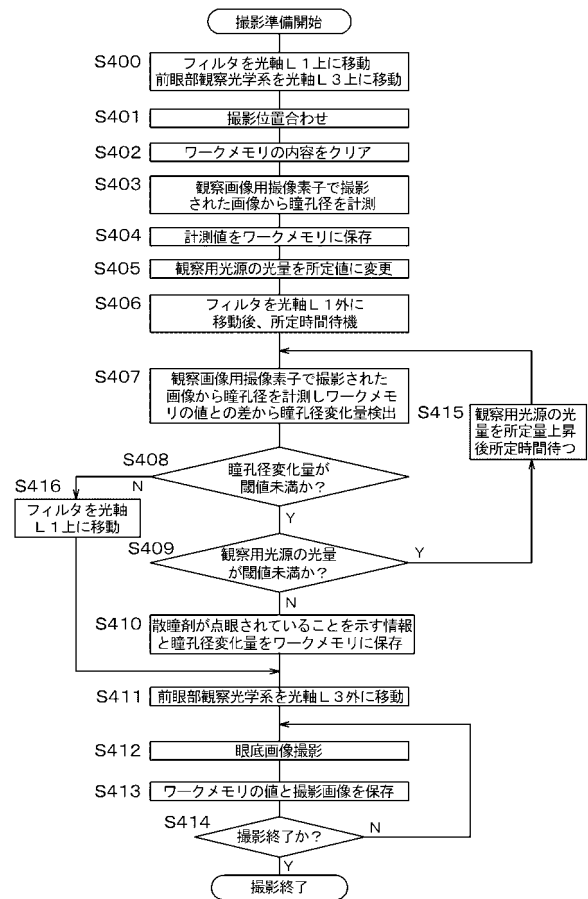 撮影準備開始
S400
フィルタを光軸L1上に移動
前眼部観察光学系を光軸L3上に移動
S401
撮影位置合わせ
S402
ワークメモリの内容をクリア
S403
観察画像用撮像素子で撮影
された画像から瞳孔径を計測
S404
計測値をワークメモリに保存
S405
観察用光源の光量を所定値に変更
S406
フィルタを光軸L1外に
移動後、所定時間待機
S407
観察画像用撮像素子で撮影された
画像から瞳孔径を計測しワークメモ
リの値との差から瞳孔径変化量検出
S415
観察用光源の光
量を所定量上昇
後所定時間待つ
S408
瞳孔径変化量が
閾値未満か?
N
Y
S416
フィルタを光軸
L1上に移動
S409
観察用光源の光量
が閾値未満か?
Y
N
S410
散瞳剤が点眼されていることを示す情報
と瞳孔径変化量をワークメモリに保存
S411
前眼部観察光学系を光軸L3外に移動
S412
眼底画像撮影
S413
ワークメモリの値と撮影画像を保存
S414
撮影終了か?
N
Y
撮影終了